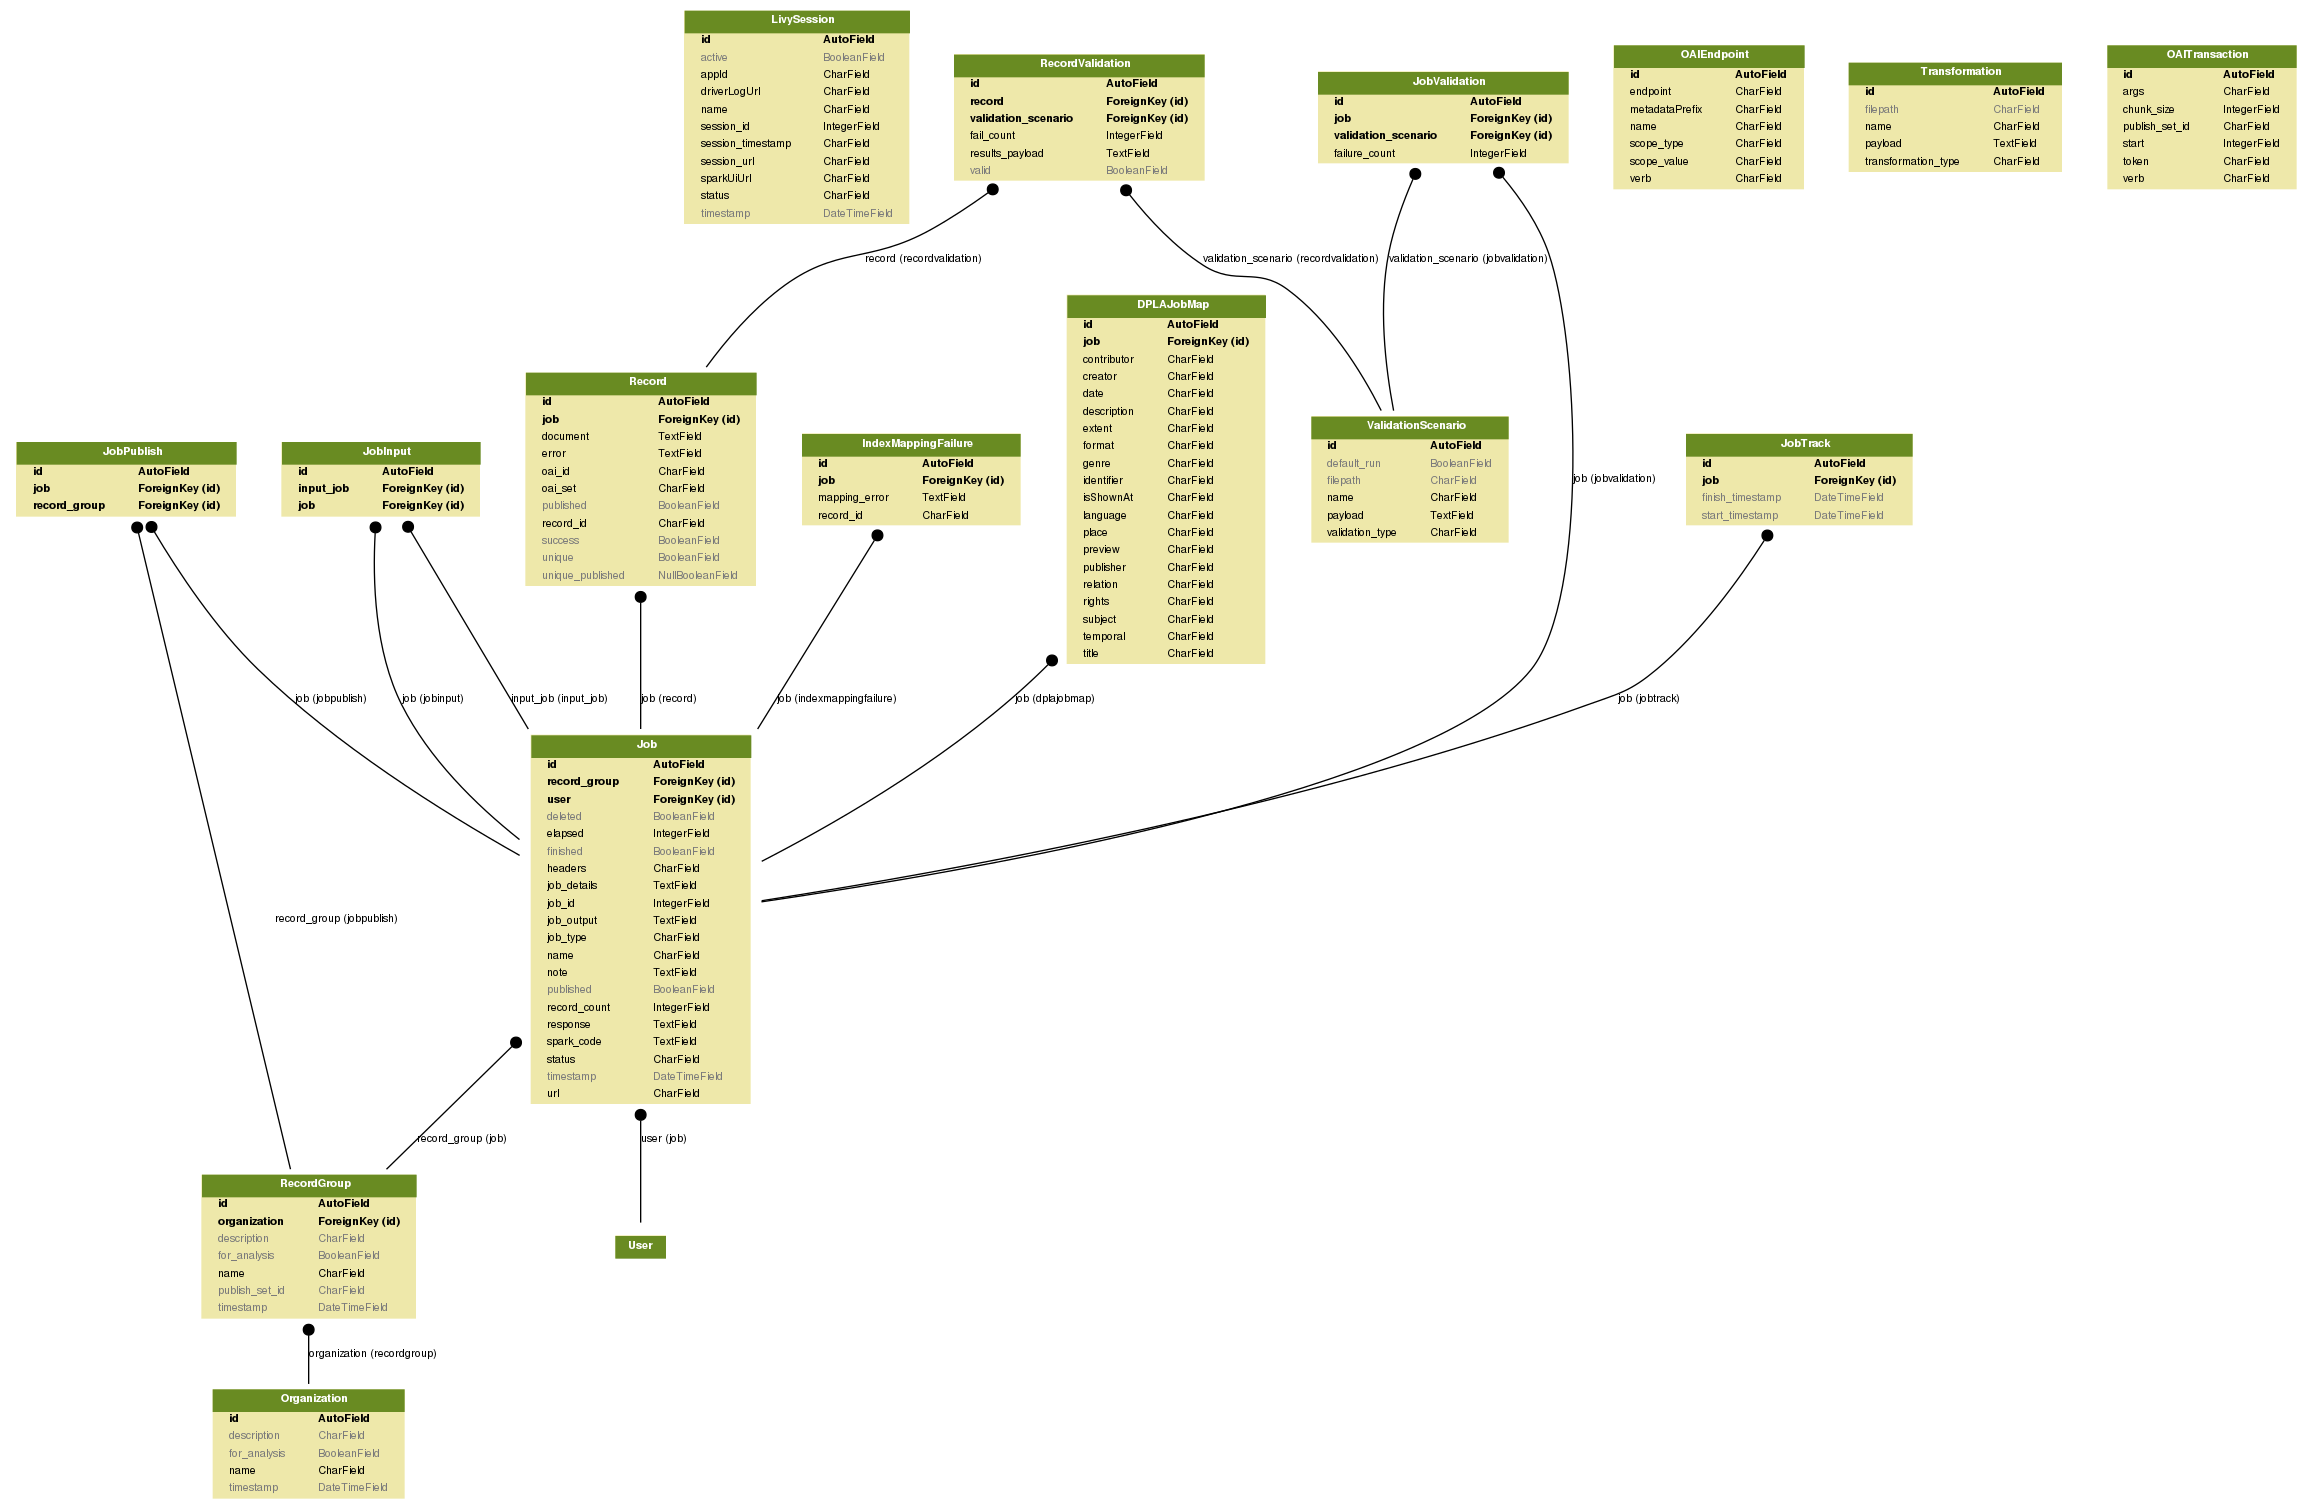 LivySession
id AutoField
active BooleanField
appId CharField
driverLogUrl CharField
name CharField
session_id IntegerField
session_timestamp CharField
session_url CharField
sparkUiUrl CharField
status CharField
timestamp DateTimeField
RecordValidation
id AutoField
record ForeignKey (id)
validation_scenario ForeignKey (id)
fail_count IntegerField
results_payload TextField
valid BooleanField
JobValidation
id AutoField
job ForeignKey (id)
validation_scenario ForeignKey (id)
failure_count IntegerField
OAIEndpoint
id AutoField
endpoint CharField
metadataPrefix CharField
name CharField
scope_type CharField
scope_value CharField
verb CharField
Transformation
id AutoField
filepath CharField
name CharField
payload TextField
transformation_type CharField
OAITransaction
id AutoField
args CharField
chunk_size IntegerField
publish_set_id CharField
start IntegerField
token CharField
verb CharField
record (recordvalidation)
validation_scenario (recordvalidation)
validation_scenario (jobvalidation)
JobPublish
id AutoField
job ForeignKey (id)
record_group ForeignKey (id)
JobInput
id AutoField
input_job ForeignKey (id)
job ForeignKey (id)
Record
id AutoField
job ForeignKey (id)
document TextField
error TextField
oai_id CharField
oai_set CharField
published BooleanField
record_id CharField
success BooleanField
unique BooleanField
unique_published NullBooleanField
IndexMappingFailure
id AutoField
job ForeignKey (id)
mapping_error TextField
record_id CharField
DPLAJobMap
id AutoField
job ForeignKey (id)
contributor CharField
creator CharField
date CharField
description CharField
extent CharField
format CharField
genre CharField
identifier CharField
isShownAt CharField
language CharField
place CharField
preview CharField
publisher CharField
relation CharField
rights CharField
subject CharField
temporal CharField
title CharField
ValidationScenario
id AutoField
default_run BooleanField
filepath CharField
name CharField
payload TextField
validation_type CharField
job (jobvalidation)
JobTrack
id AutoField
job ForeignKey (id)
finish_timestamp DateTimeField
start_timestamp DateTimeField
job (jobpublish)
job (jobinput)
input_job (input_job)
job (record)
job (indexmappingfailure)
job (dplajobmap)
job (jobtrack)
Job
id AutoField
record_group ForeignKey (id)
user ForeignKey (id)
deleted BooleanField
elapsed IntegerField
finished BooleanField
headers CharField
job_details TextField
job_id IntegerField
job_output TextField
job_type CharField
name CharField
note TextField
published BooleanField
record_count IntegerField
response TextField
spark_code TextField
status CharField
timestamp DateTimeField
url CharField
record_group (jobpublish)
record_group (job)
user (job)
RecordGroup
id AutoField
organization ForeignKey (id)
description CharField
for_analysis BooleanField
name CharField
publish_set_id CharField
timestamp DateTimeField
User
organization (recordgroup)
Organization
id AutoField
description CharField
for_analysis BooleanField
name CharField
timestamp DateTimeField